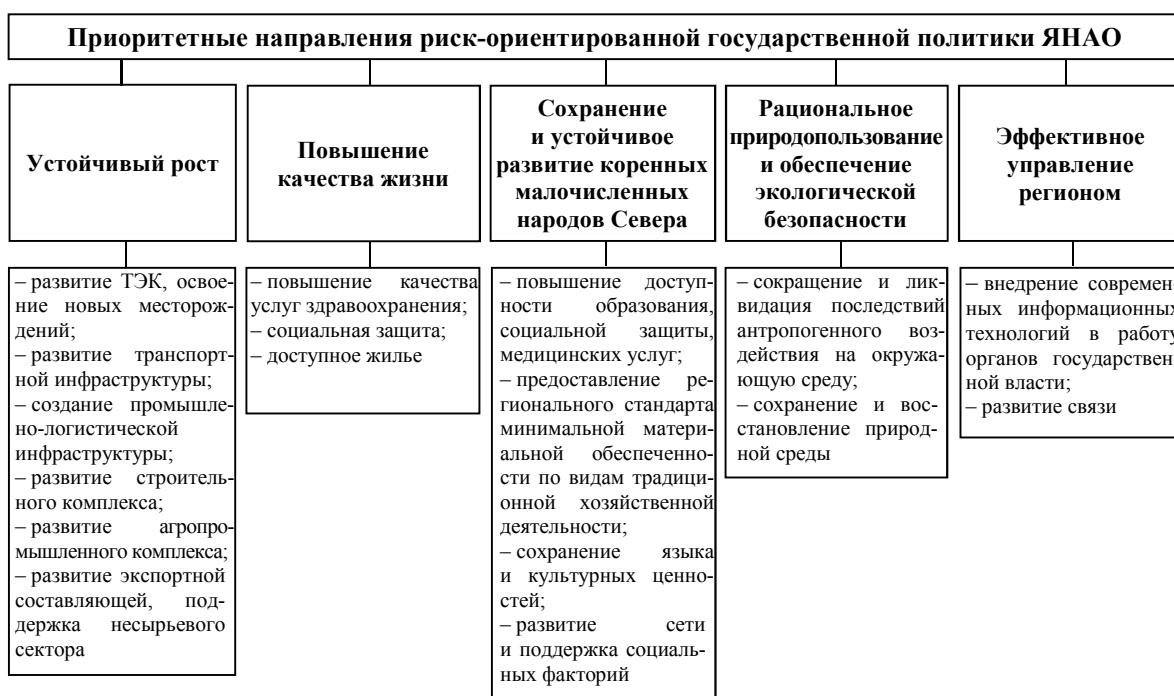 Приоритетные направления риск-ориентированной государственной политики ЯНАО
Устойчивый рост
Повышение
качества жизни
Сохранение
и устойчивое
развитие коренных
малочисленных
народов Севера
Рациональное
природопользование
и обеспечение
экологической
безопасности
Эффективное
управление
регионом
– развитие ТЭК, освое-
ние новых месторож-
дений;
– развитие транспорт-
ной инфраструктуры;
– создание промышле-
но-логистической
инфраструктуры;
– развитие строитель-
ного комплекса;
– развитие агропро-
мышленного комплекса;
– развитие экспортной
составляющей, под-
держка несырьевого
сектора
– повышение качества
услуг здравоохранения;
– социальная защита;
– доступное жилье
– повышение доступ-
ности образования,
социальной защиты,
медицинских услуг;
– предоставление ре-
гионального стандарта
минимальной матери-
альной обеспеченно-
сти по видам традици-
онной хозяйственной
деятельности;
– сохранение языка
и культурных ценно-
стей;
– развитие сети
и поддержка социаль-
ных факторий
– сокращение и лик-
видация последствий
антропогенного воз-
действия на окружа-
ющую среду;
– сохранение и вос-
становление природ-
ной среды
– внедрение современ-
ных информационных
технологий в работу
органов государствен-
ной власти;
– развитие связи